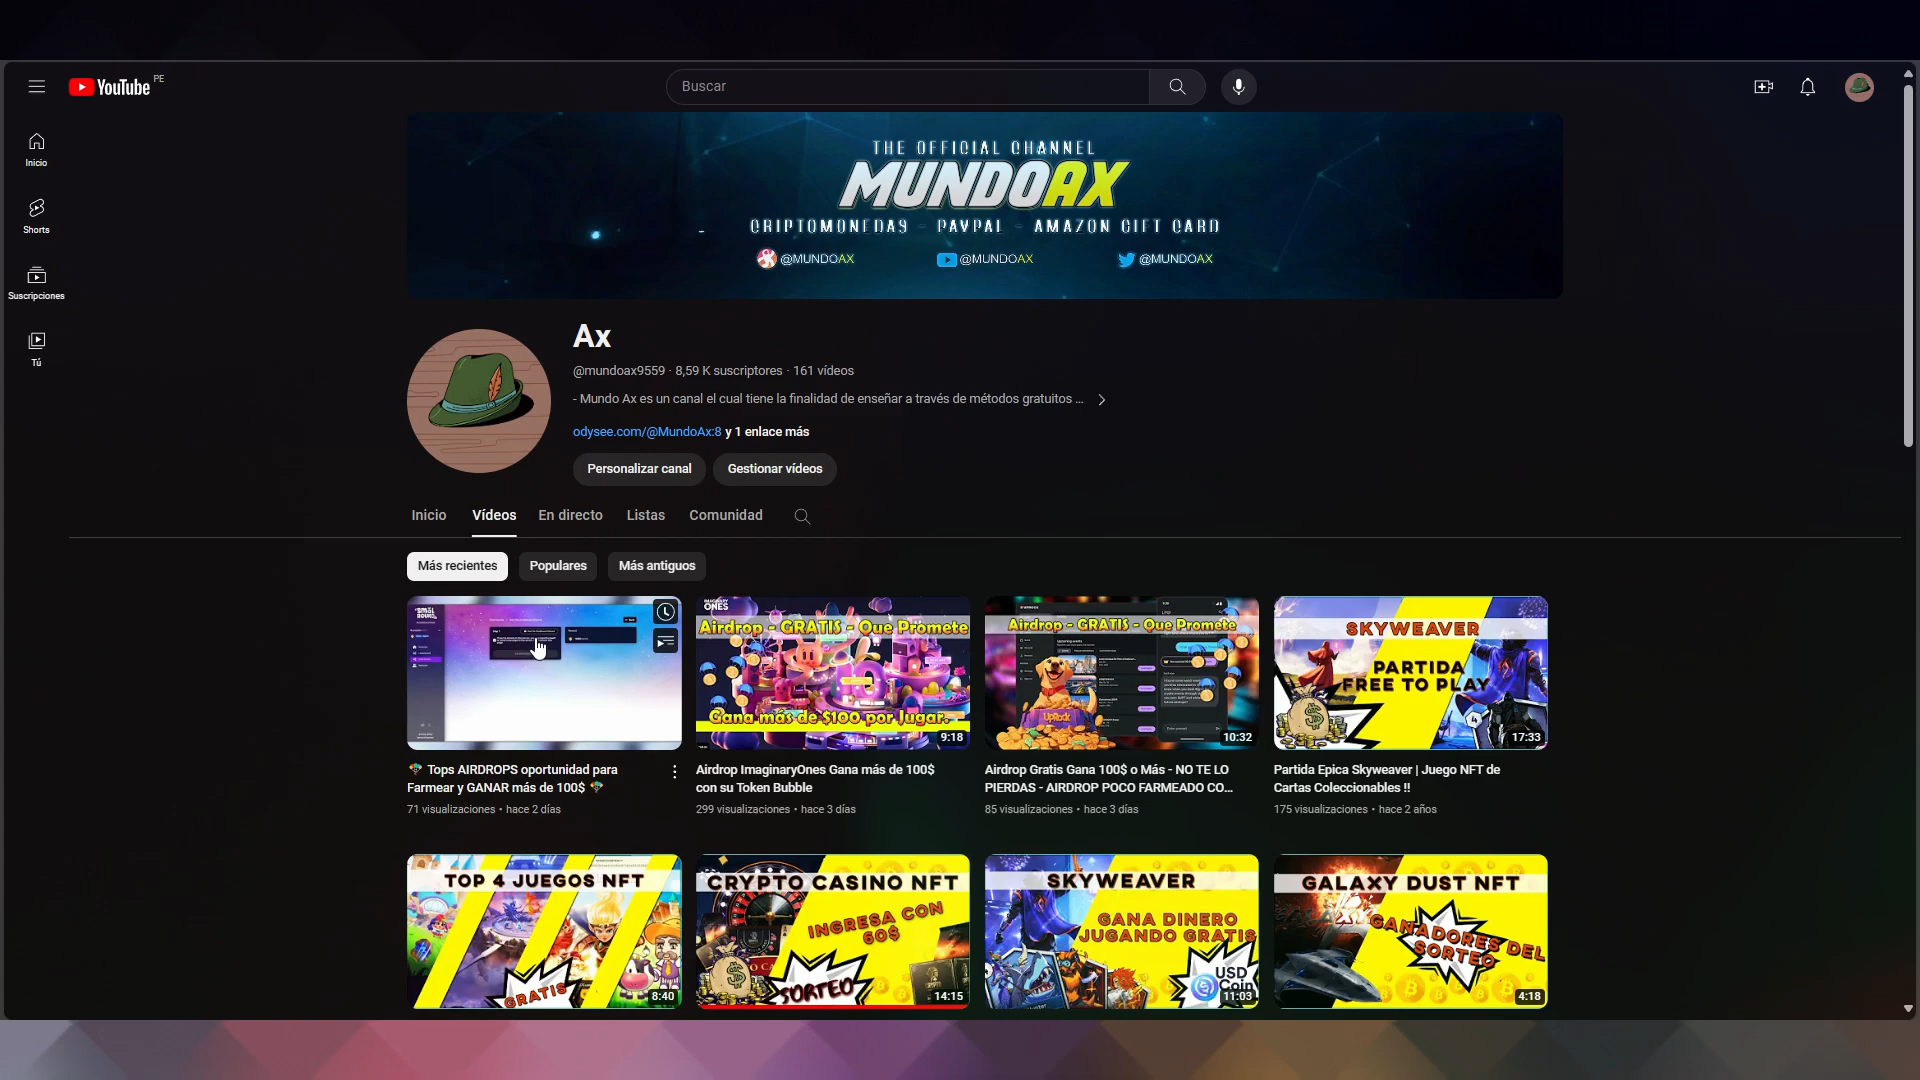 YouTube PE
Buscar
Inicio
Shorts
Suscripciones
Tú
THE OFFICIAL CHANNEL
MUNDOAX
CRIPTOMONEDAS - PAYPAL - AMAZON GIFT CARD
@MUNDOAX @MUNDOAX @MUNDOAX
Ax
@mundoax9559 · 8,59 K suscriptores · 161 vídeos
- Mundo Ax es un canal el cual tiene la finalidad de enseñar a través de métodos gratuitos ...
odysee.com/@MundoAx:8 y 1 enlace más
Personalizar canal Gestionar vídeos
Inicio Vídeos En directo Listas Comunidad
Más recientes Populares Más antiguos
IMAGINARY
ONES
Airdrop - GRATIS - Que Promete
Gana más de $100 por Jugar.
9:18
Airdrop - GRATIS - Que Promete
UpRock
10:32
SKYWEAVER
PARTIDA
FREE TO PLAY
17:33
Tops AIRDROPS oportunidad para
Farmear y GANAR más de 100$
71 visualizaciones • hace 2 días
Airdrop ImaginaryOnes Gana más de 100$
con su Token Bubble
299 visualizaciones • hace 3 días
Airdrop Gratis Gana 100$ o Más - NO TE LO
PIERDAS - AIRDROP POCO FARMEADO CO...
85 visualizaciones • hace 3 días
Partida Epica Skyweaver | Juego NFT de
Cartas Coleccionables !!
175 visualizaciones • hace 2 años
TOP 4 JUEGOS NFT
GRATIS
8:40
CRYPTO CASINO NFT
INGRESA CON
60$
SORTEO
14:15
SKYWEAVER
GANA DINERO
JUGANDO GRATIS
USD
Coin
11:03
GALAXY DUST NFT
GANADORES DEL
SORTEO
4:18